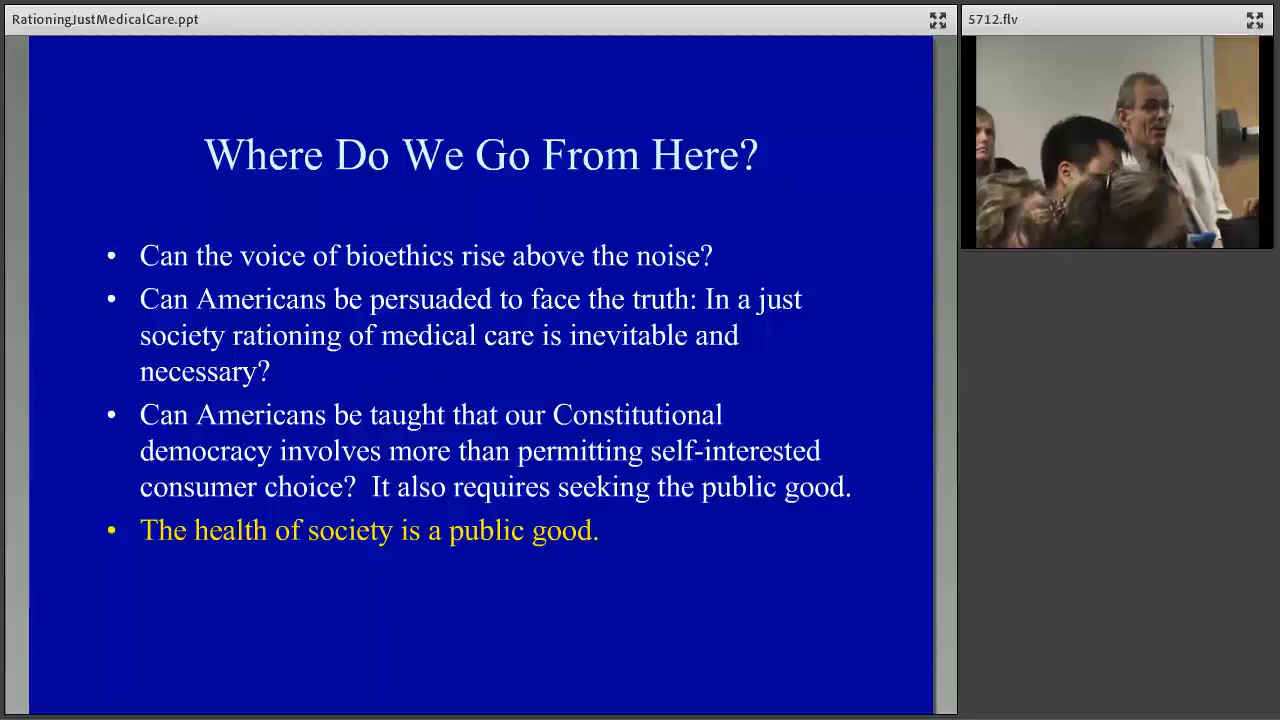 RationingJustMedicalCare.ppt
5712.flv
Where Do We Go From Here?
• Can the voice of bioethics rise above the noise?
• Can Americans be persuaded to face the truth: In a just
society rationing of medical care is inevitable and
necessary?
• Can Americans be taught that our Constitutional
democracy involves more than permitting self-interested
consumer choice?  It also requires seeking the public good.
• The health of society is a public good.